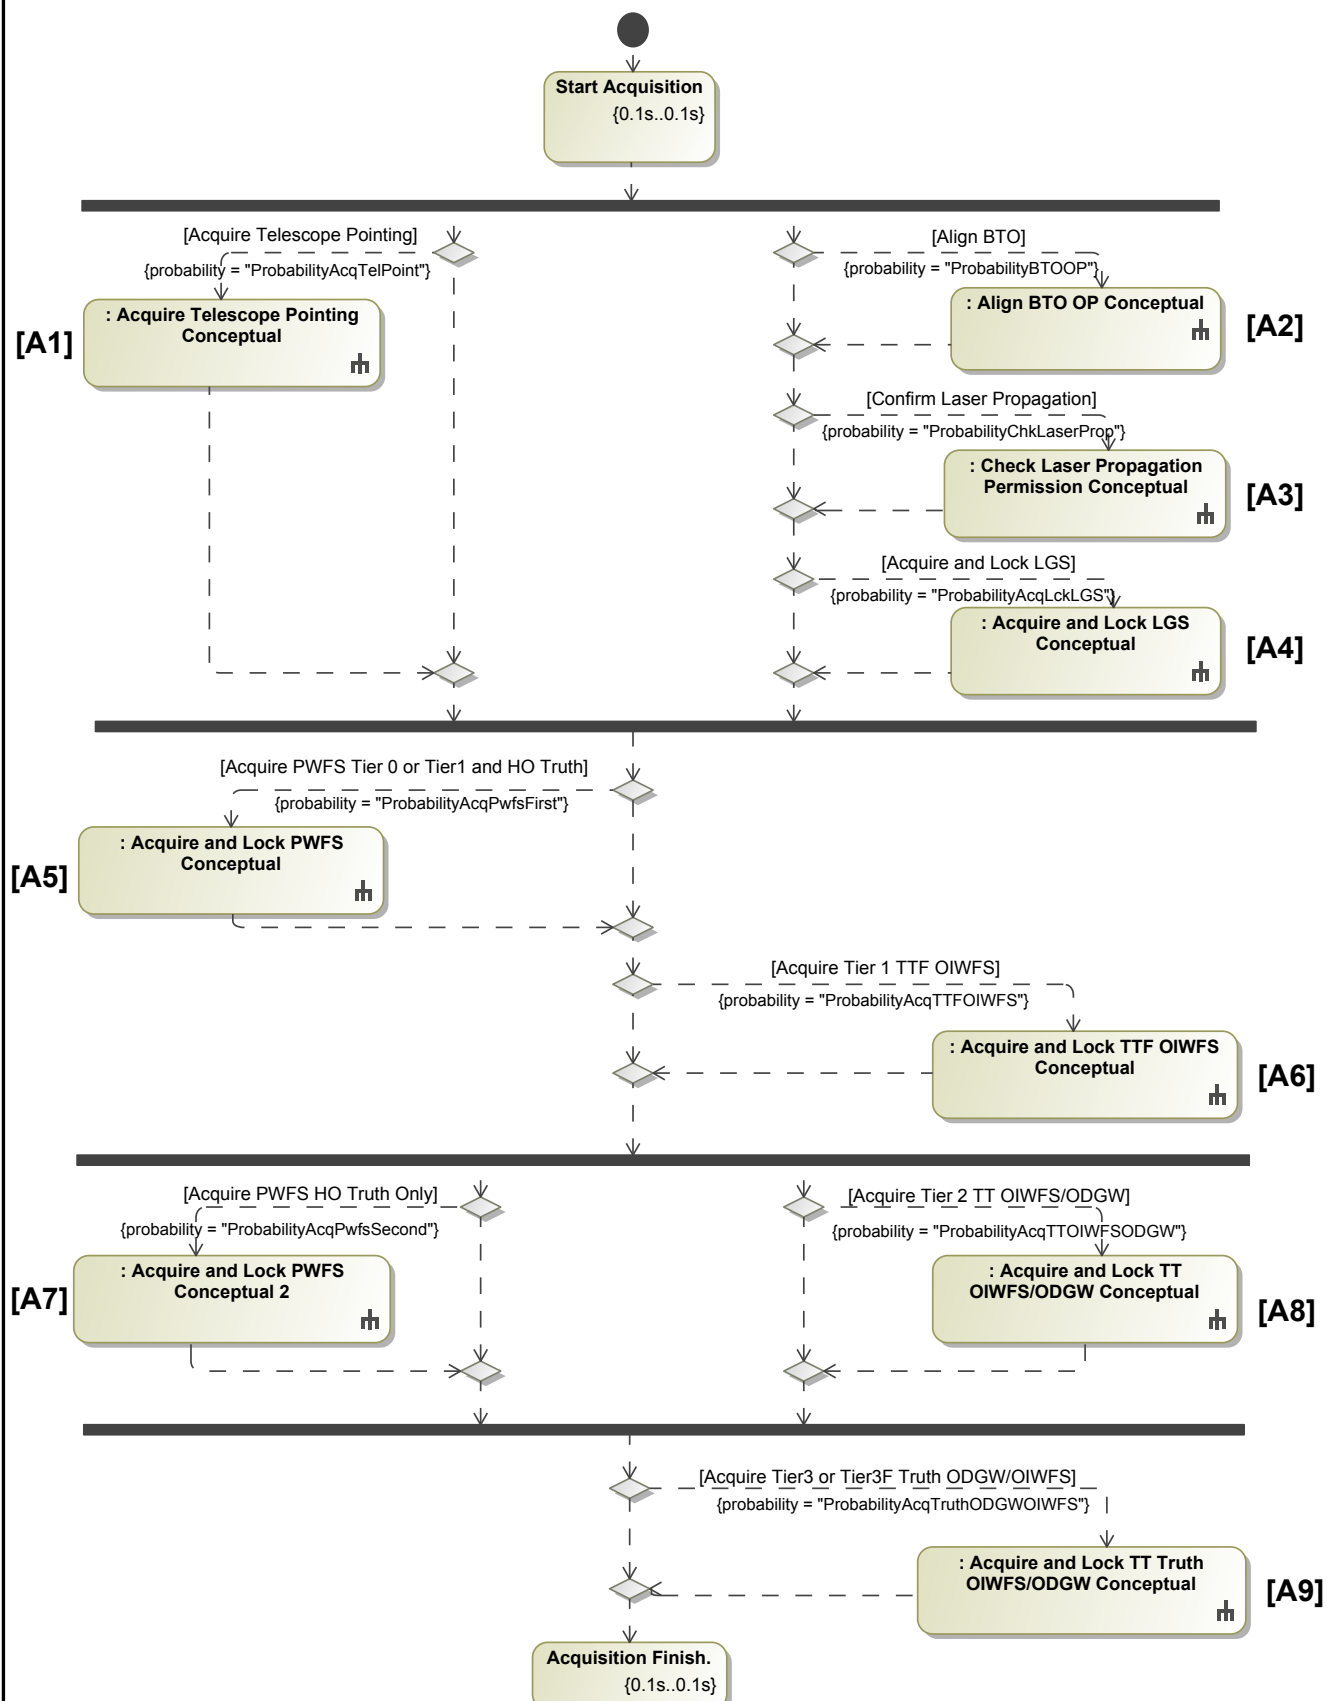 Start Acquisition
{0.1s..0.1s}
[Acquire Telescope Pointing]
{probability = "ProbabilityAcqTelPoint"}
[A1]
: Acquire Telescope Pointing
Conceptual
[Align BTO]
{probability = "ProbabilityBTOOP"}
: Align BTO OP Conceptual
[A2]
[Confirm Laser Propagation]
{probability = "ProbabilityChkLaserProp"}
: Check Laser Propagation
Permission Conceptual
[A3]
[Acquire and Lock LGS]
{probability = "ProbabilityAcqLckLGS"}
: Acquire and Lock LGS
Conceptual
[A4]
[Acquire PWFS Tier 0 or Tier1 and HO Truth]
{probability = "ProbabilityAcqPwfsFirst"}
[A5]
: Acquire and Lock PWFS
Conceptual
[Acquire Tier 1 TTF OIWFS]
{probability = "ProbabilityAcqTTFOIWFS"}
: Acquire and Lock TTF OIWFS
Conceptual
[A6]
[Acquire PWFS HO Truth Only]
{probability = "ProbabilityAcqPwfsSecond"}
[A7]
: Acquire and Lock PWFS
Conceptual 2
[Acquire Tier 2 TT OIWFS/ODGW]
{probability = "ProbabilityAcqTTOIWFSODGW"}
: Acquire and Lock TT
OIWFS/ODGW Conceptual
[A8]
[Acquire Tier3 or Tier3F Truth ODGW/OIWFS]
{probability = "ProbabilityAcqTruthODGWOIWFS"}
: Acquire and Lock TT Truth
OIWFS/ODGW Conceptual
[A9]
Acquisition Finish.
{0.1s..0.1s}